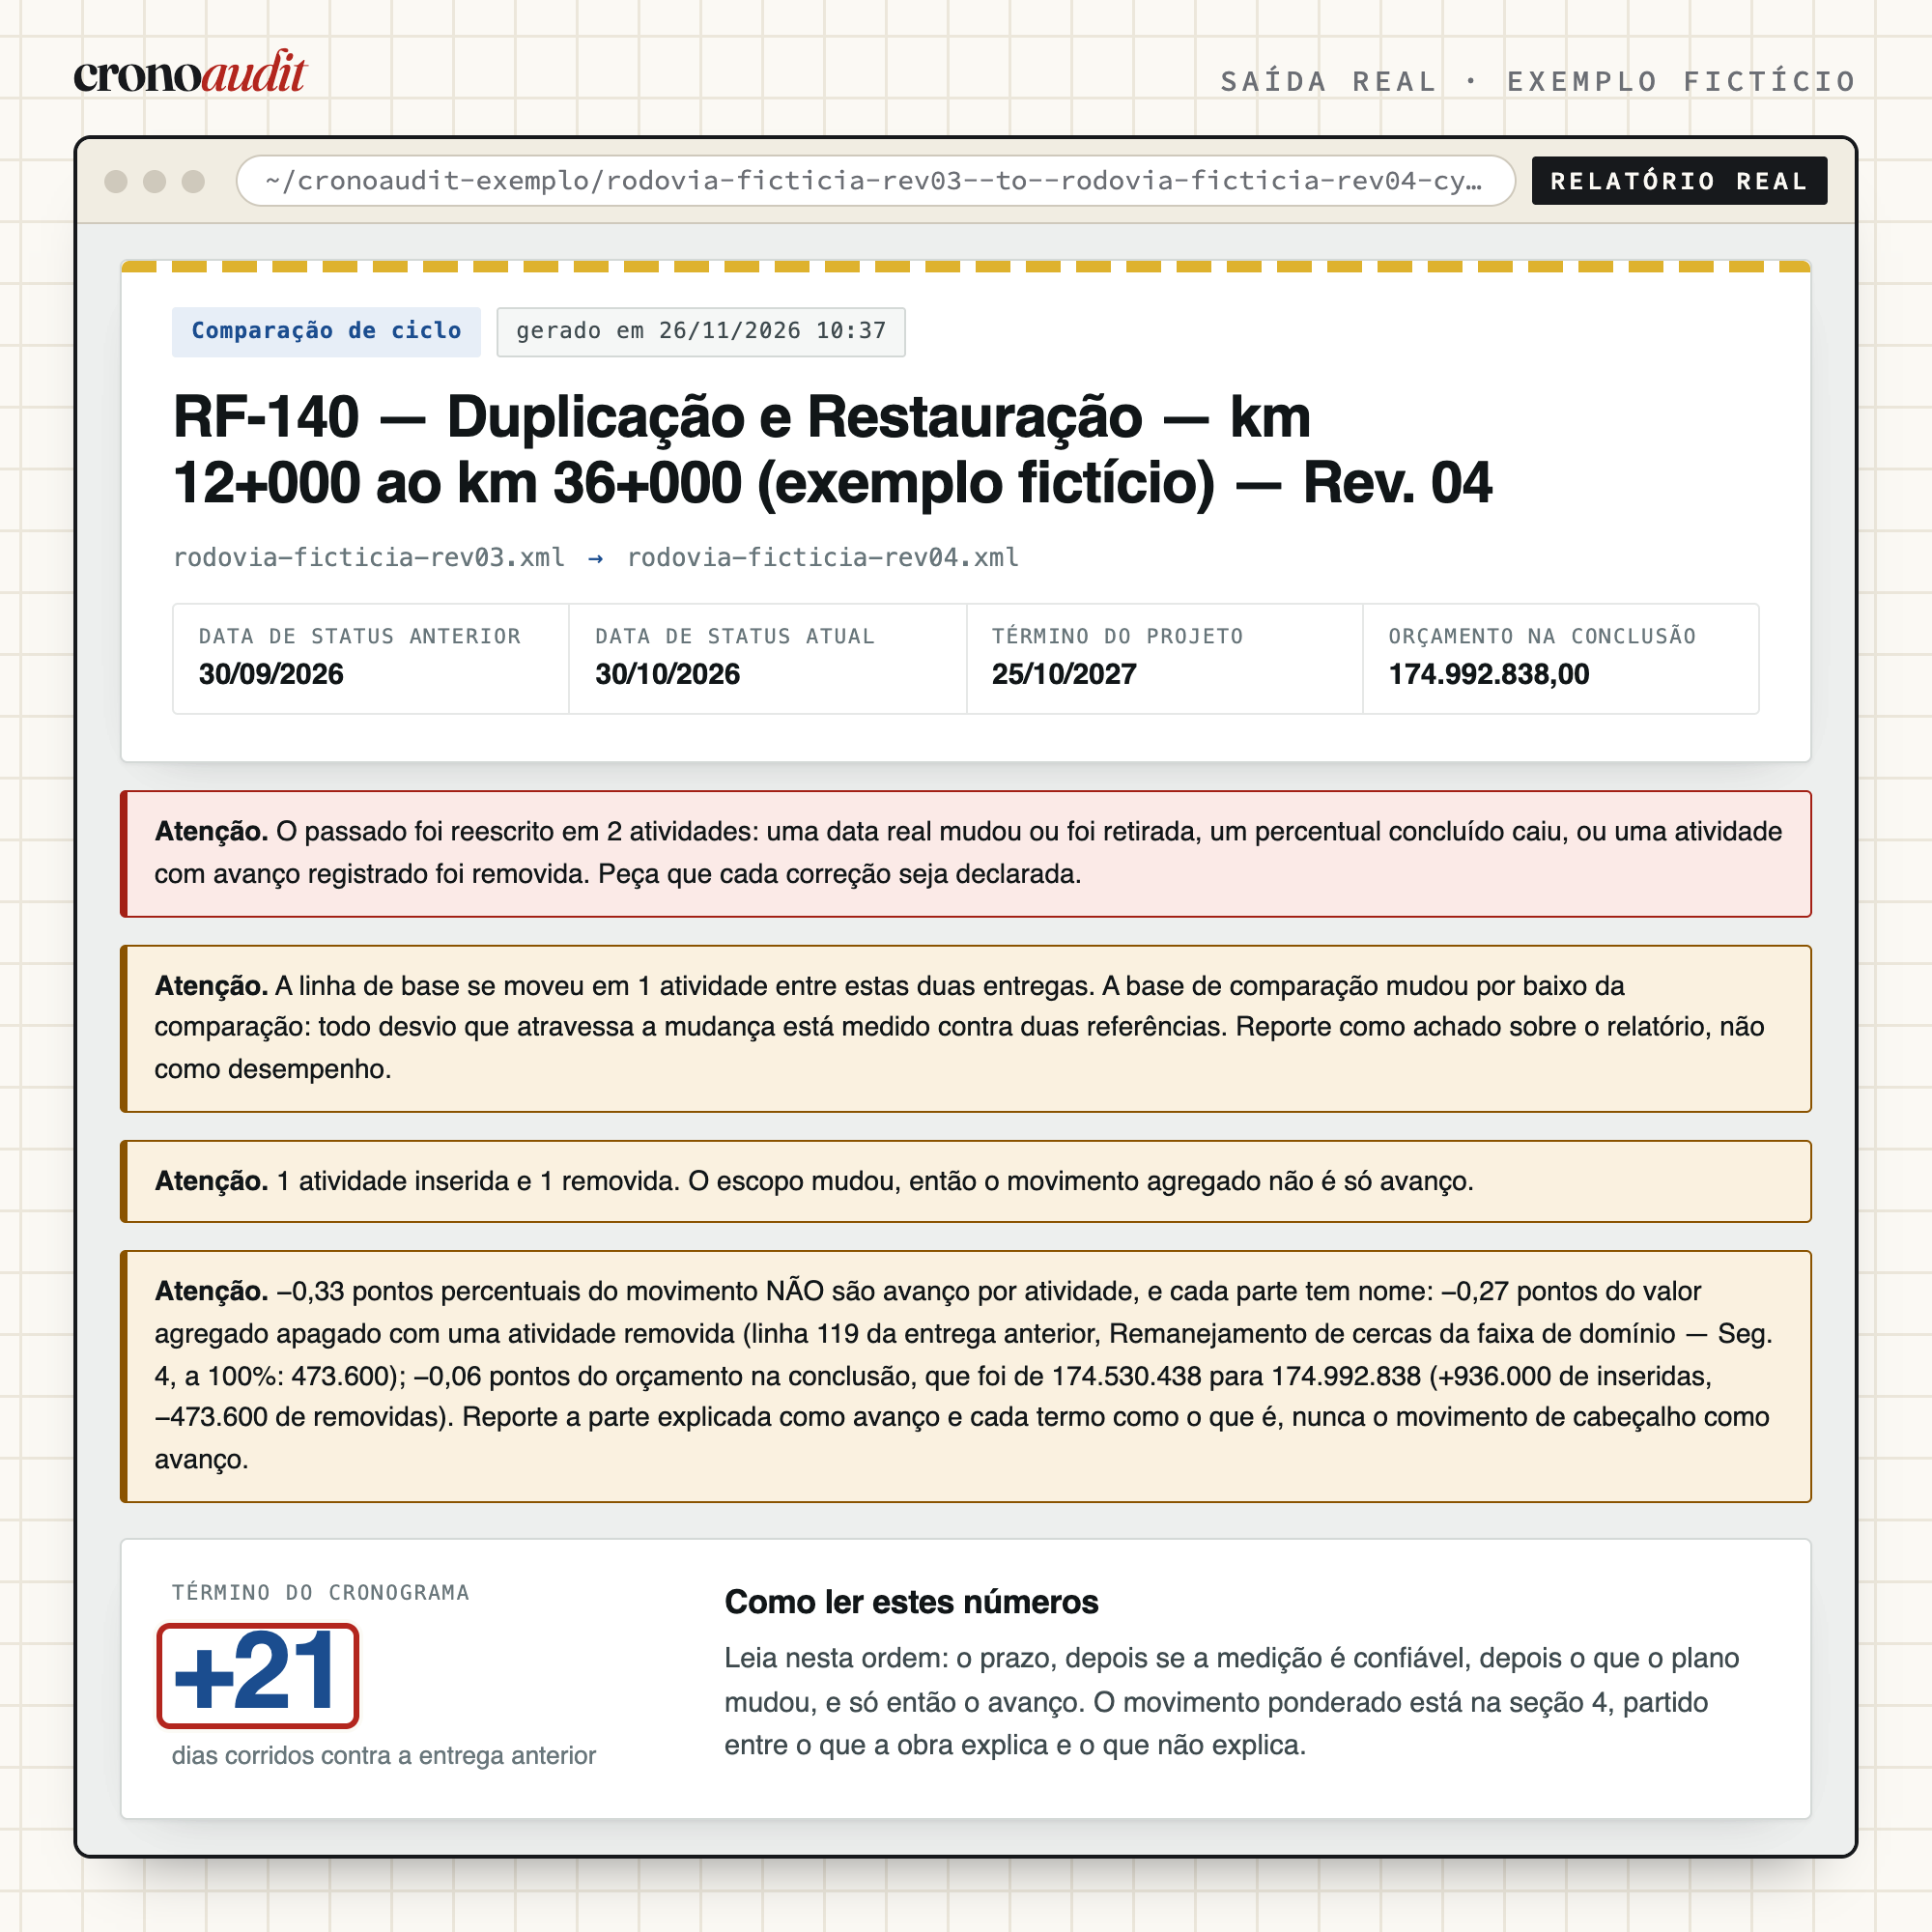 cronoaudit
SAÍDA REAL · EXEMPLO FICTÍCIO
~/cronoaudit-exemplo/rodovia-ficticia-rev03--to--rodovia-ficticia-rev04-cy…
RELATÓRIO REAL
Comparação de ciclo
gerado em 26/11/2026 10:37
RF-140 — Duplicação e Restauração — km
12+000 ao km 36+000 (exemplo fictício) — Rev. 04
rodovia-ficticia-rev03.xml → rodovia-ficticia-rev04.xml
DATA DE STATUS ANTERIOR
30/09/2026
DATA DE STATUS ATUAL
30/10/2026
TÉRMINO DO PROJETO
25/10/2027
ORÇAMENTO NA CONCLUSÃO
174.992.838,00
Atenção. O passado foi reescrito em 2 atividades: uma data real mudou ou foi retirada, um percentual concluído caiu, ou uma atividade
com avanço registrado foi removida. Peça que cada correção seja declarada.
Atenção. A linha de base se moveu em 1 atividade entre estas duas entregas. A base de comparação mudou por baixo da
comparação: todo desvio que atravessa a mudança está medido contra duas referências. Reporte como achado sobre o relatório, não
como desempenho.
Atenção. 1 atividade inserida e 1 removida. O escopo mudou, então o movimento agregado não é só avanço.
Atenção. −0,33 pontos percentuais do movimento NÃO são avanço por atividade, e cada parte tem nome: −0,27 pontos do valor
agregado apagado com uma atividade removida (linha 119 da entrega anterior, Remanejamento de cercas da faixa de domínio — Seg.
4, a 100%: 473.600); −0,06 pontos do orçamento na conclusão, que foi de 174.530.438 para 174.992.838 (+936.000 de inseridas,
−473.600 de removidas). Reporte a parte explicada como avanço e cada termo como o que é, nunca o movimento de cabeçalho como
avanço.
TÉRMINO DO CRONOGRAMA
+21
dias corridos contra a entrega anterior
Como ler estes números
Leia nesta ordem: o prazo, depois se a medição é confiável, depois o que o plano
mudou, e só então o avanço. O movimento ponderado está na seção 4, partido
entre o que a obra explica e o que não explica.